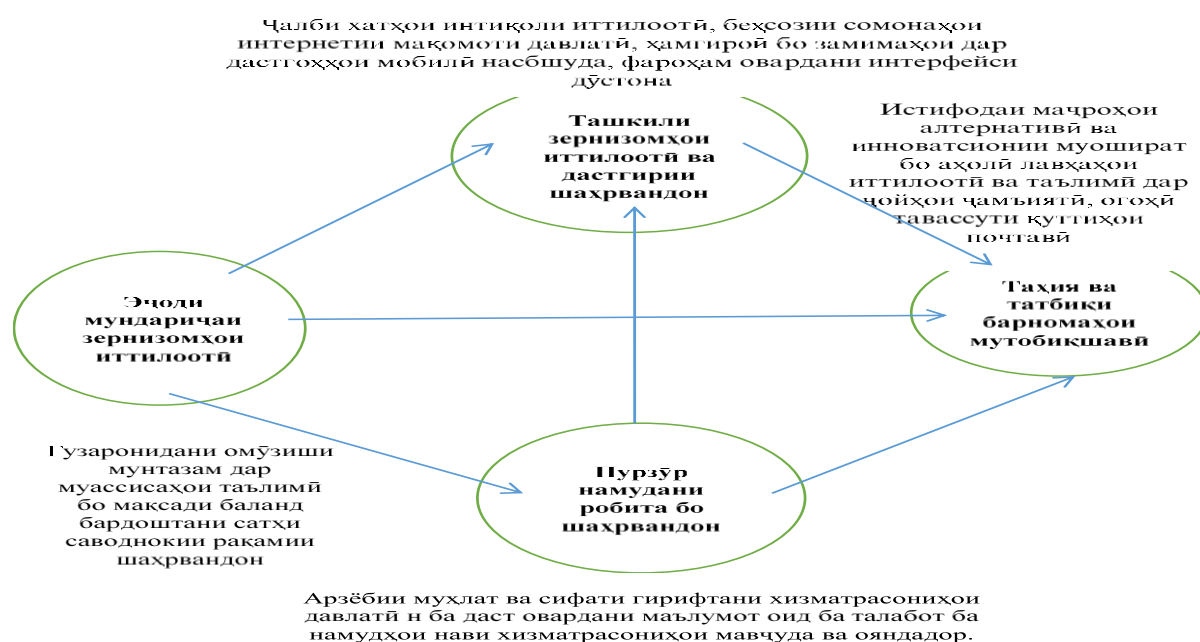 Ҷалби хатҳои интиқоли иттилоотӣ, беҳсозии сомонаҳои
интернетии мақомоти давлатӣ, ҳамгироӣ бо замимаҳои дар
дастгоҳҳои мобилӣ насбшуда, фароҳам овардани интерфейси
дӯстона
Ташкили
зернизомҳои
иттилоотӣ ва
дастгирии
шаҳрвандон
Истифодаи маҷроҳои
алтернативӣ ва
инноватсионии муошират
бо аҳолӣ лавҳаҳои
иттилоотӣ ва таълимӣ дар
ҷойҳои ҷамъиятӣ, огоҳӣ
тавассути қуттиҳои
почтавӣ
Эҷоди
мундариҷаи
зернизомҳои
иттилоотӣ
Таҳия ва
татбиқи
барномаҳои
мутобиқшавӣ
Гузаронидани омӯзиши
мунтазам дар
муассисаҳои таълимӣ
бо мақсади баланд
бардоштани сатҳи
саводнокии рақамии
шаҳрвандон
Пурзӯр
намудани
робита бо
шаҳрвандон
Арзёбии муҳлат ва сифати гирифтани хизматрасониҳои
давлатӣ н ба даст овардани маълумот оид ба талабот ба
намудҳои нави хизматрасониҳои мавҷуда ва ояндадор.